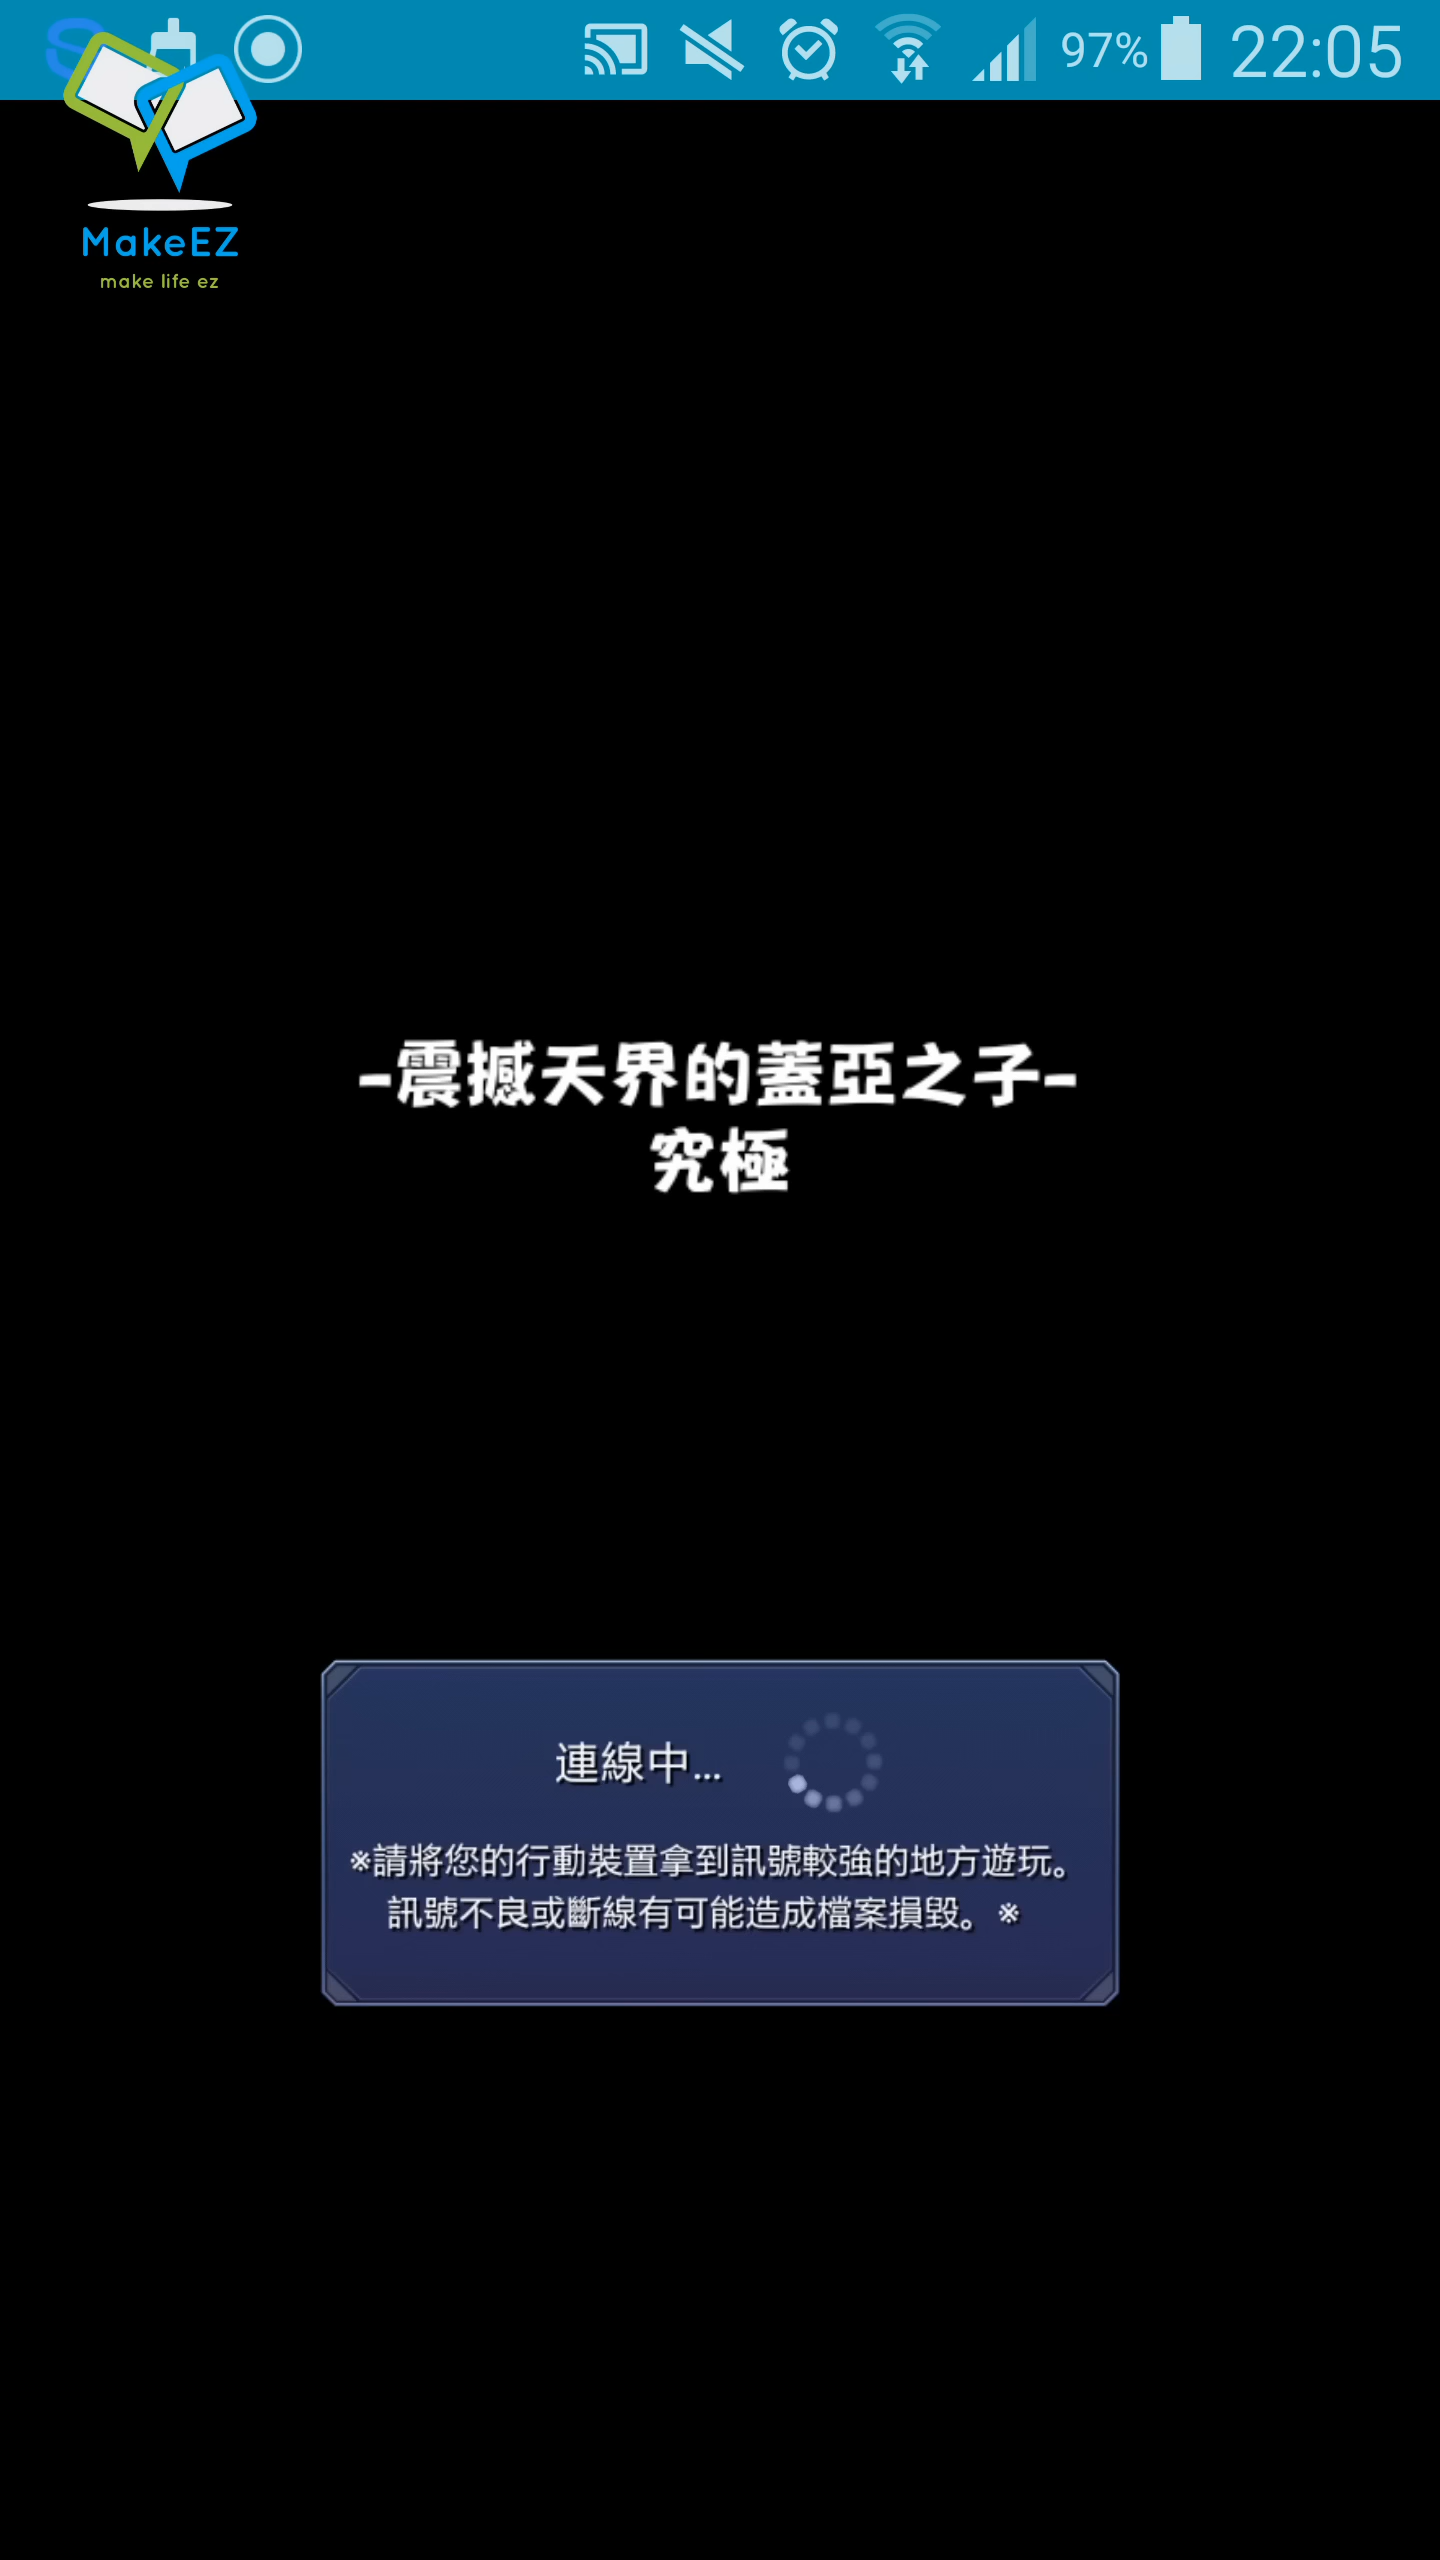 97% 22:05
MakeEZ
make life ez
-震撼天界的蓋亞之子-
究極
連線中...
※請將您的行動裝置拿到訊號較強的地方遊玩。
訊號不良或斷線有可能造成檔案損毀。※